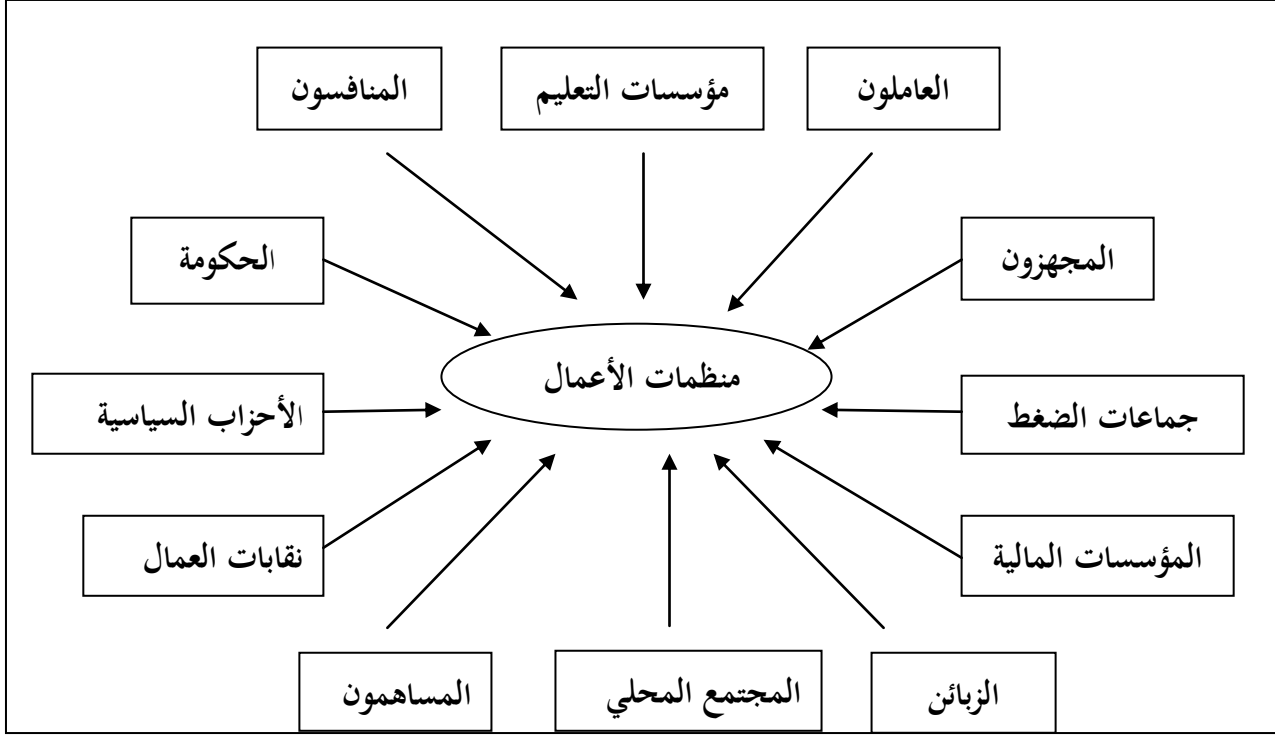 العاملون
مؤسسات التعليم
المنافسون
المجهزون
الحكومة
منظمات الأعمال
جماعات الضغط
الأحزاب السياسية
المؤسسات المالية
نقابات العمال
الزبائن
المجتمع المحلي
المساهمون